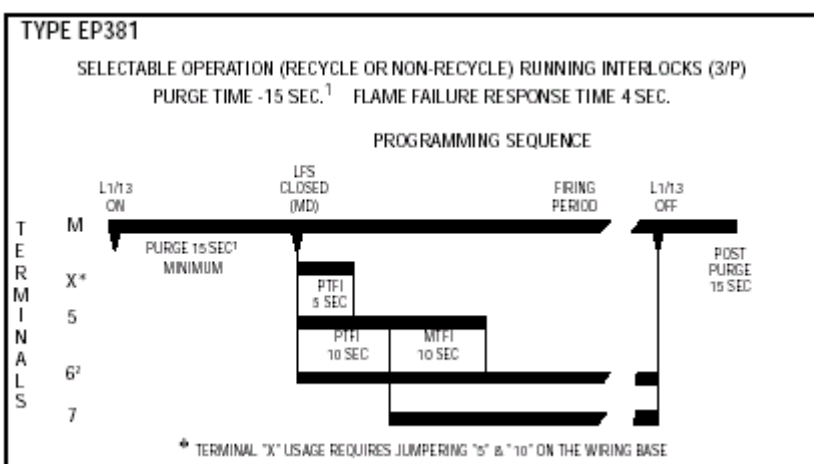 TYPE EP381
SELECTABLE OPERATION (RECYCLE OR NON-RECYCLE) RUNNING INTERLOCKS (3/P)
PURGE TIME -15 SEC.1 FLAME FAILURE RESPONSE TIME 4 SEC.
PROGRAMMING SEQUENCE
L1/13
ON
LFS
CLOSED
(MD)
FIRING
PERIOD
L1/13
OFF
TERMINALS
M
PURGE 15 SEC1
MINIMUM
POST
PURGE
15 SEC
X*
PTFI
5 SEC
5
PTFI
10 SEC
MTFI
10 SEC
6²
7
* TERMINAL "X" USAGE REQUIRES JUMPERING "5" & "10" ON THE WIRING BASE